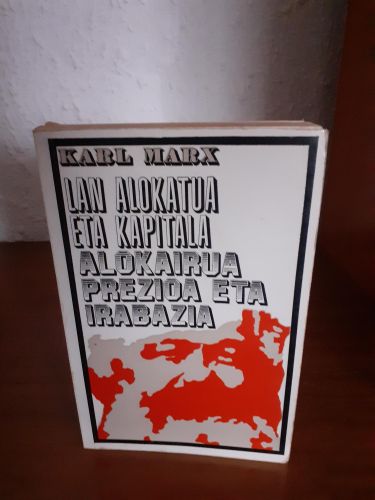 KARL MARX
LAN ALOKATUA
ETA KAPITALA
ALOKAIRUA
PREZIOA ETA
IRABAZIA